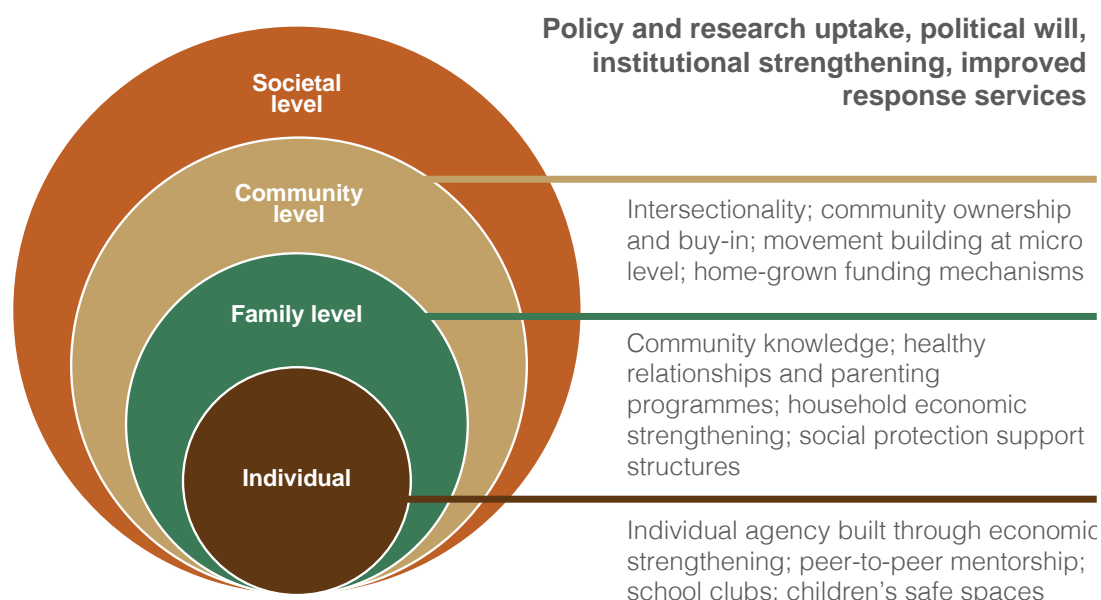 Policy and research uptake, political will,
institutional strengthening, improved
response services
Societal
level
Community
level
Intersectionality; community ownership
and buy-in; movement building at micro
level; home-grown funding mechanisms
Family level
Community knowledge; healthy
relationships and parenting
programmes; household economic
strengthening; social protection support
structures
Individual
Individual agency built through economic
strengthening; peer-to-peer mentorship;
school clubs; children’s safe spaces